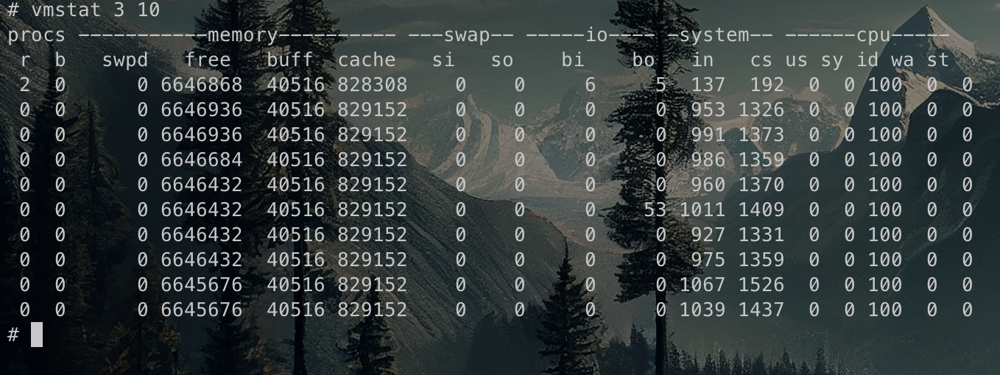 # vmstat 3 10
procs -----------memory---------- ---swap-- -----io---- -system-- ------cpu-----
 r  b   swpd   free   buff  cache   si   so    bi    bo   in   cs us sy id wa st
 2  0      0 6646868  40516 828308    0    0     6     5  137  192  0  0 100  0  0
 0  0      0 6646936  40516 829152    0    0     0     0  953 1326  0  0 100  0  0
 0  0      0 6646936  40516 829152    0    0     0     0  991 1373  0  0 100  0  0
 0  0      0 6646684  40516 829152    0    0     0     0  986 1359  0  0 100  0  0
 0  0      0 6646432  40516 829152    0    0     0     0  960 1370  0  0 100  0  0
 0  0      0 6646432  40516 829152    0    0     0    53 1011 1409  0  0 100  0  0
 0  0      0 6646432  40516 829152    0    0     0     0  927 1331  0  0 100  0  0
 0  0      0 6646432  40516 829152    0    0     0     0  975 1359  0  0 100  0  0
 0  0      0 6645676  40516 829152    0    0     0     0 1067 1526  0  0 100  0  0
 0  0      0 6645676  40516 829152    0    0     0     0 1039 1437  0  0 100  0  0
#